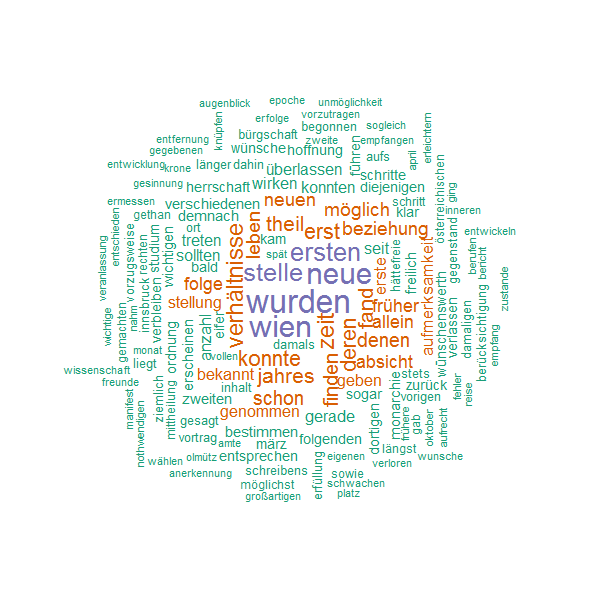 augenblick
epoche
unmöglichkeit
vorzutragen
erfolge
sogleich
knüpfen
begonnen
bürgschaft
zweite
empfangen
erleichtern
entfernung
gegebenen
wünsche
hoffnung
führen
aufs
april
entwicklung
krone
länger
dahin
überlassen
schritte
österreichischen
gesinnung
herrschaft
wirken
konnten
diejenigen
ging
ermessen
verschiedenen
neuen
möglich
schritt
inneren
gethan
demnach
leben
theil
erst
beziehung
klar
entschieden
vorzugsweise
rechten
studium
ort
treten
kam
ersten
seit
gegenstand
entwickeln
veranlassung
innsbruck
verbleiben
wichtigen
sollten
verhältnisse
spät
erste
hättefreie
freilich
aufmerksamkeit
berufen
bericht
bald
stelle
neue
wünschenswerth
verlassen
berücksichtigung
zustande
nahm
folge
stellung
wurden
fand
früher
damaligen
wichtige
gemachten
ordnung
anzahl
eifer
wien
zeit
deren
allein
denen
empfang
monat
erscheinen
vollen
damals
konnte
absicht
wissenschaft
liegt
bekannt
jahres
finden
geben
stets
zurück
fehler
freunde
inhalt
schon
sogar
monarchie
vorigen
reise
manifest
ziemlich
mittheilung
zweiten
genommen
gerade
dortigen
frühere
gab
oktober
aufrecht
nothwendigen
gesagt
bestimmen
folgenden
vortrag
amte
märz
längst
wählen
olmütz
entsprechen
eigenen
wunsche
anerkennung
schreibens
erfüllung
sowie
verloren
möglichst
schwachen
großartigen
platz